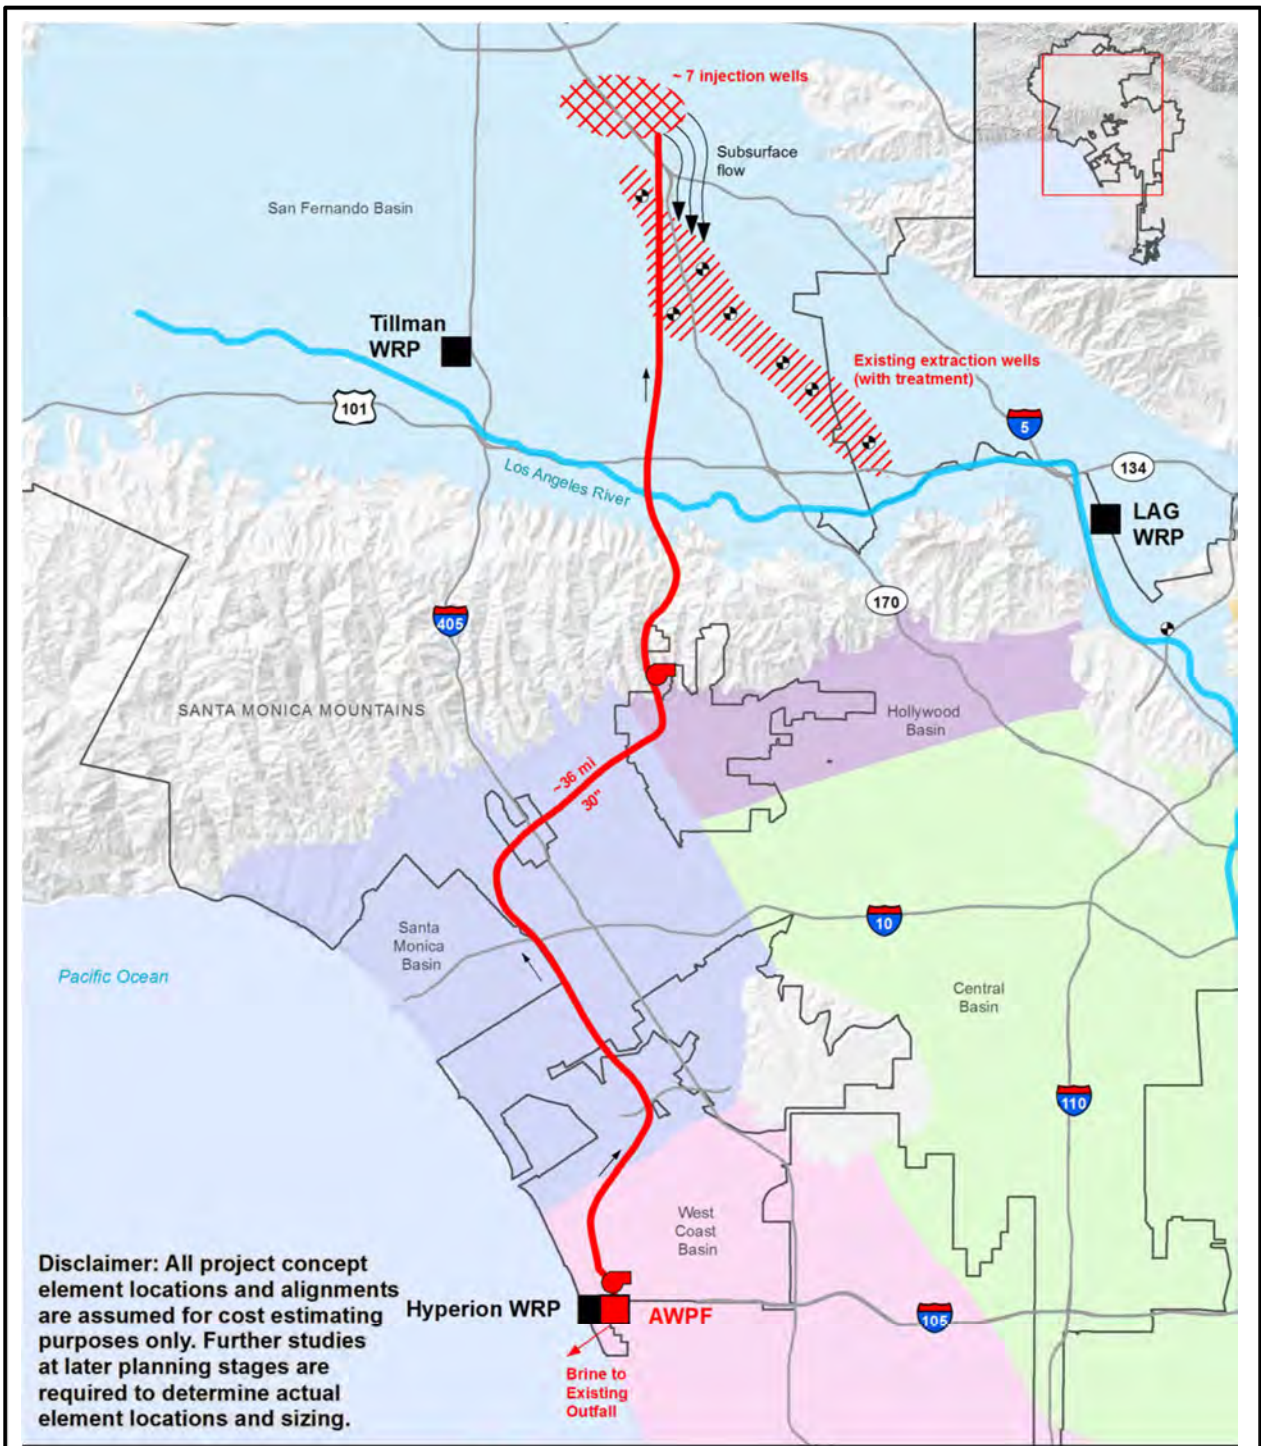 ~ 7 injection wells
Subsurface
flow
San Fernando Basin
Tillman
WRP
Existing extraction wells
(with treatment)
101
5
Los Angeles River
134
LAG
WRP
170
405
SANTA MONICA MOUNTAINS
Hollywood
Basin
~36 mi
30"
10
Santa
Monica
Basin
Pacific Ocean
Central
Basin
110
West
Coast
Basin
Disclaimer: All project concept
element locations and alignments
are assumed for cost estimating
purposes only. Further studies
at later planning stages are
required to determine actual
element locations and sizing.
Hyperion WRP
AWPF
105
Brine to
Existing
Outfall